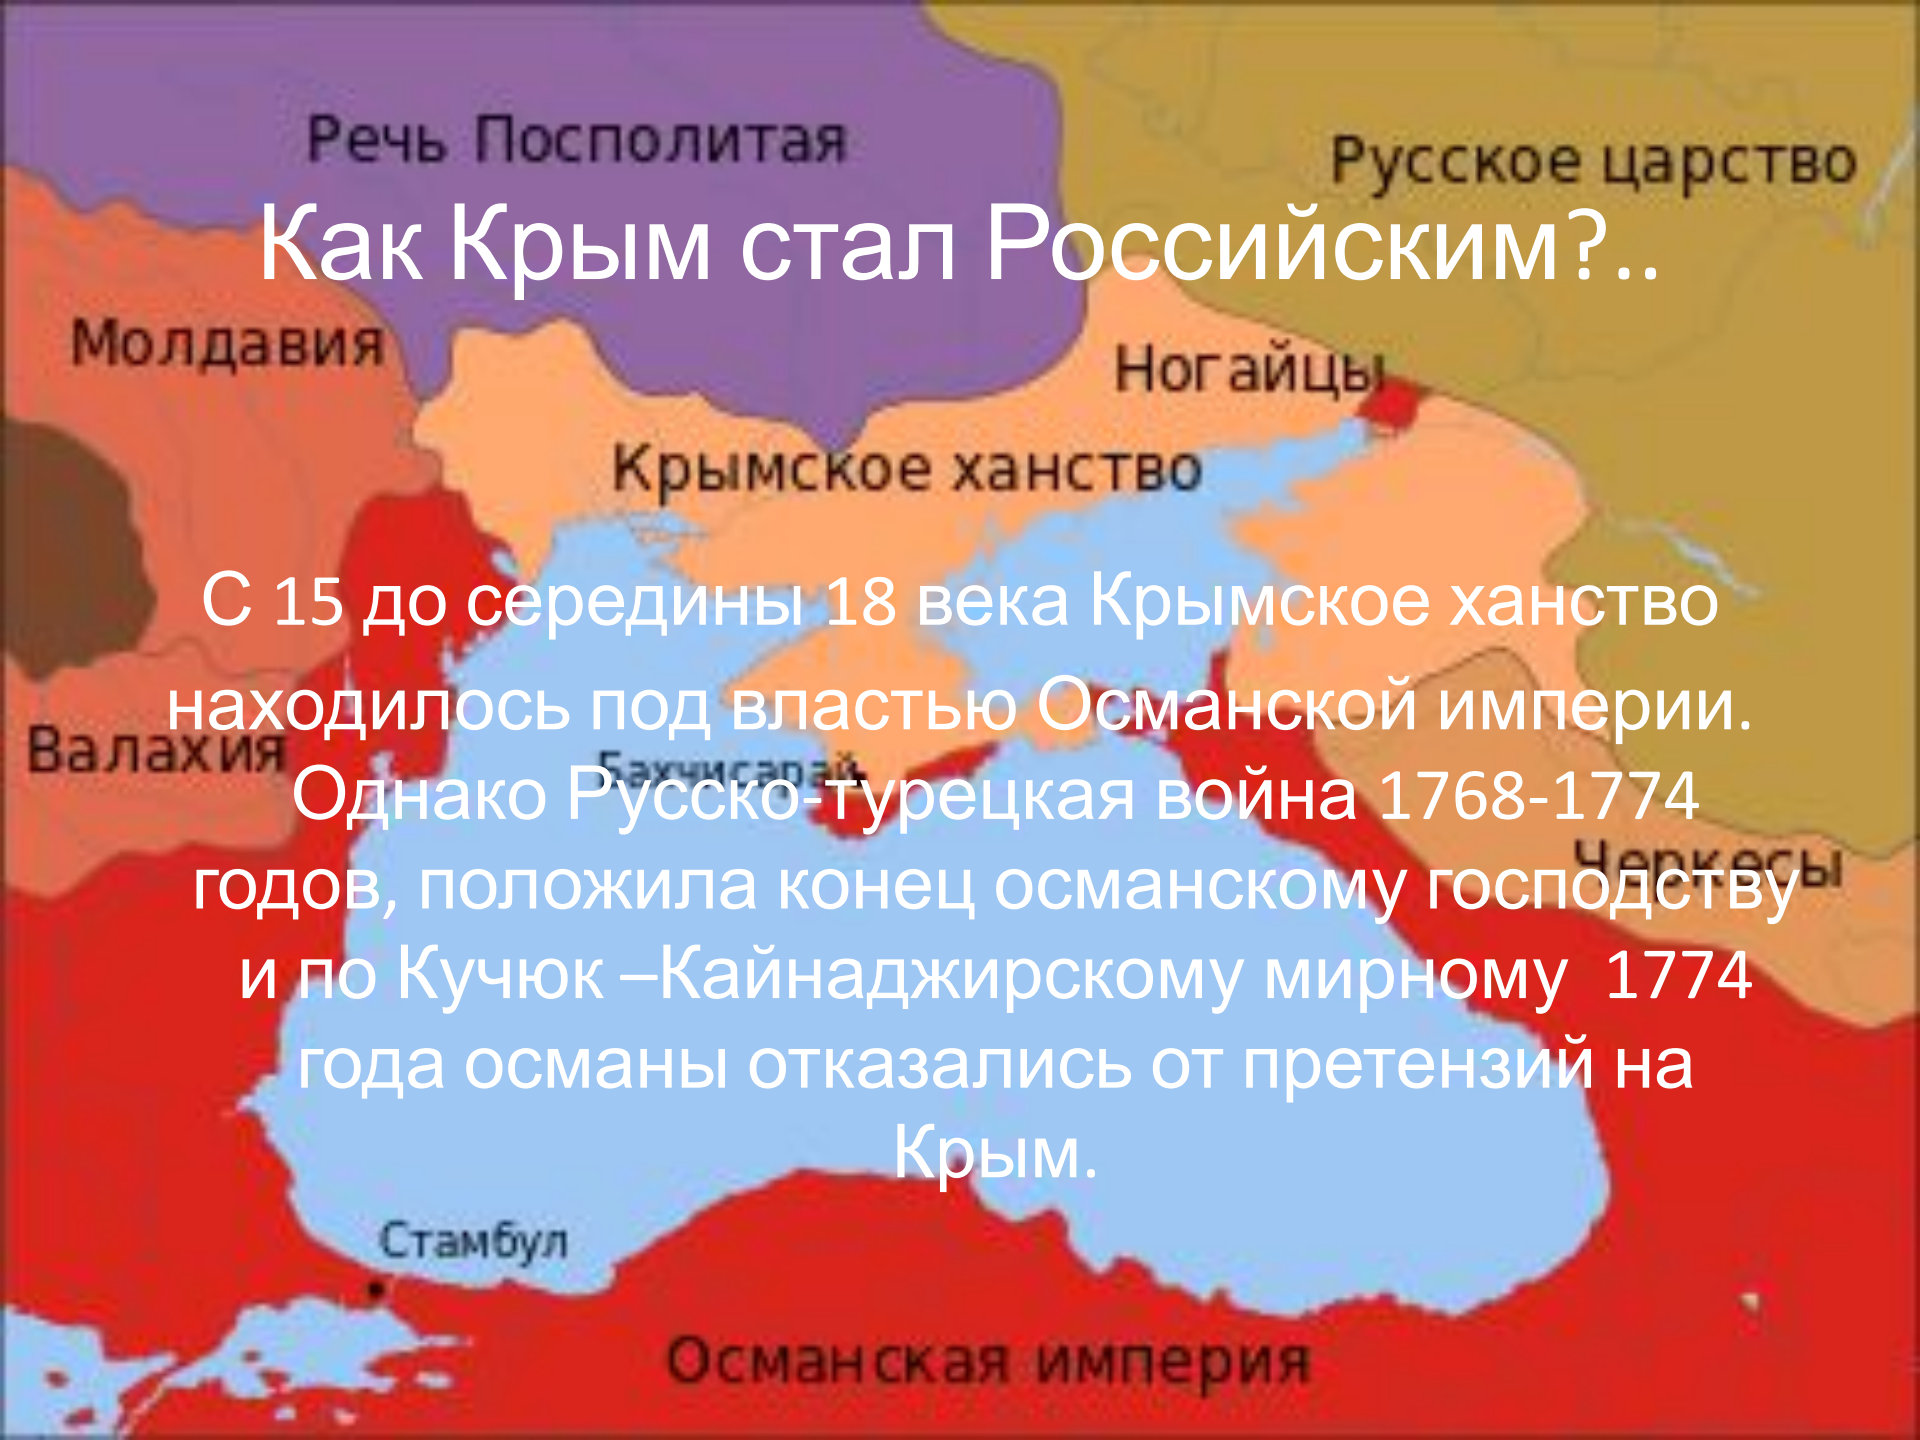 Речь Посполитая
Русское царство
Как Крым стал Российским?..
Молдавия
Ногайцы
Крымское ханство
С 15 до середины 18 века Крымское ханство
находилось под властью Османской империи.
Валахия
Бахчисарай
Однако Русско-турецкая война 1768-1774
Черкесы
годов, положила конец османскому господству
и по Кучюк –Кайнаджирскому мирному  1774
года османы отказались от претензий на
Крым.
Стамбул
Османская империя